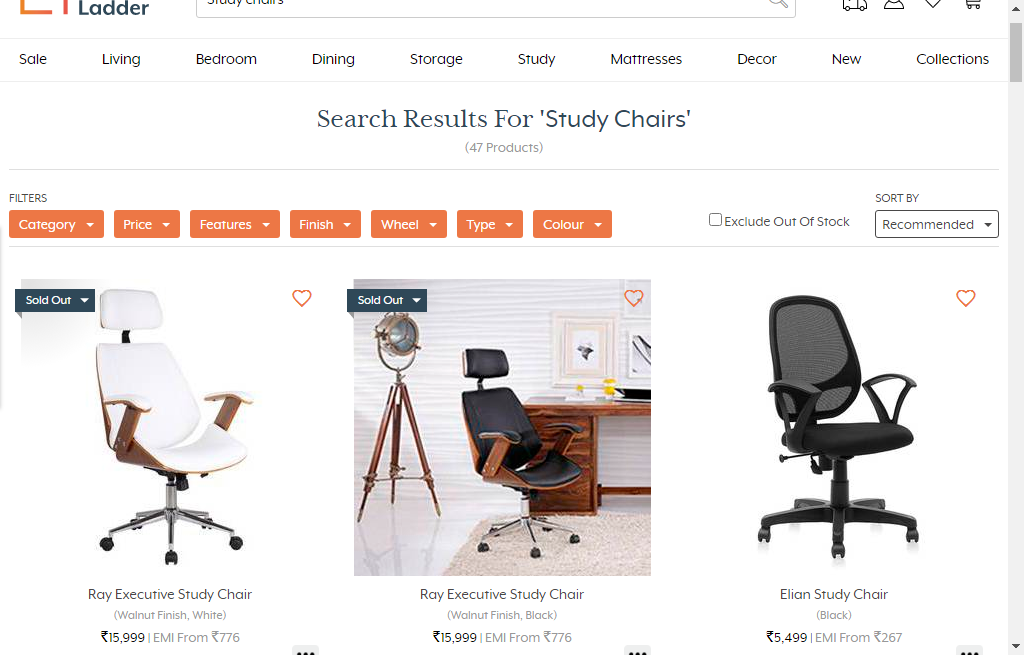 Ladder
Study chairs
Sale Living Bedroom Dining Storage Study Mattresses Decor New Collections
Search Results For 'Study Chairs'
(47 Products)
FILTERS
SORT BY
Category Price Features Finish Wheel Type Colour
Exclude Out Of Stock
Recommended
Sold Out
Sold Out
Ray Executive Study Chair
(Walnut Finish, White)
₹15,999 | EMI From ₹776
Ray Executive Study Chair
(Walnut Finish, Black)
₹15,999 | EMI From ₹776
Elian Study Chair
(Black)
₹5,499 | EMI From ₹267